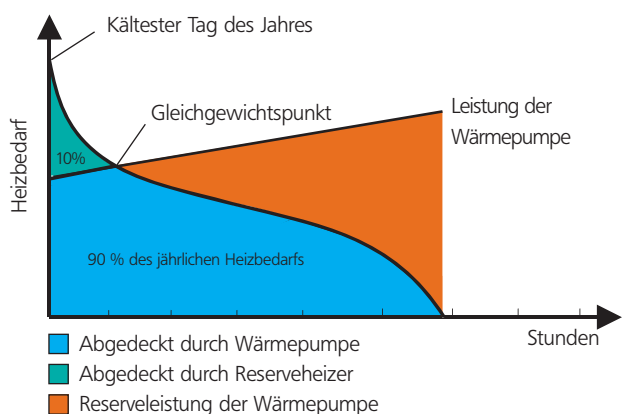 Kältester Tag des Jahres
Gleichgewichtspunkt
Leistung der
Wärmepumpe
Heizbedarf
10%
90 % des jährlichen Heizbedarfs
Stunden
Abgedeckt durch Wärmepumpe
Abgedeckt durch Reserveheizer
Reserveleistung der Wärmepumpe